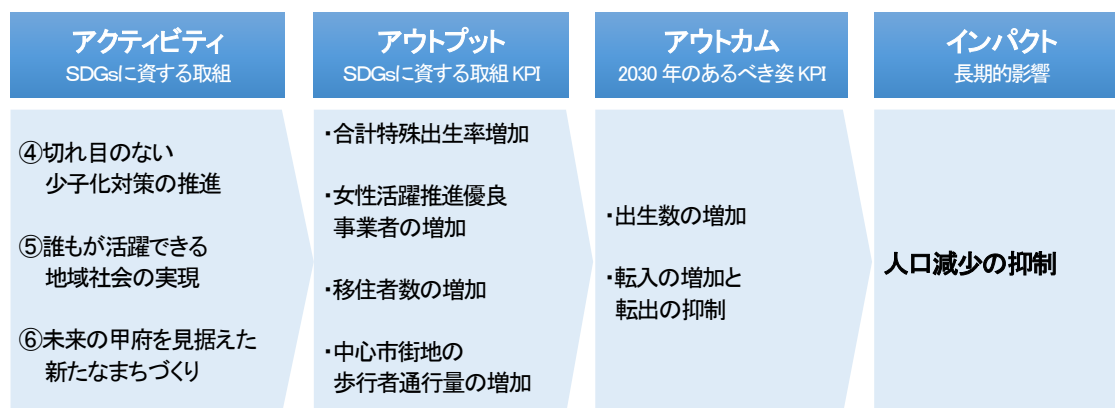 アクティビティ
SDGsに資する取組
④切れ目のない
少子化対策の推進
⑤誰もが活躍できる
地域社会の実現
⑥未来の甲府を見据えた
新たなまちづくり
アウトプット
SDGsに資する取組 KPI
・合計特殊出生率増加
・女性活躍推進優良
事業者の増加
・移住者数の増加
・中心市街地の
歩行者通行量の増加
アウトカム
2030 年のあるべき姿 KPI
・出生数の増加
・転入の増加と
転出の抑制
インパクト
長期的影響
人口減少の抑制